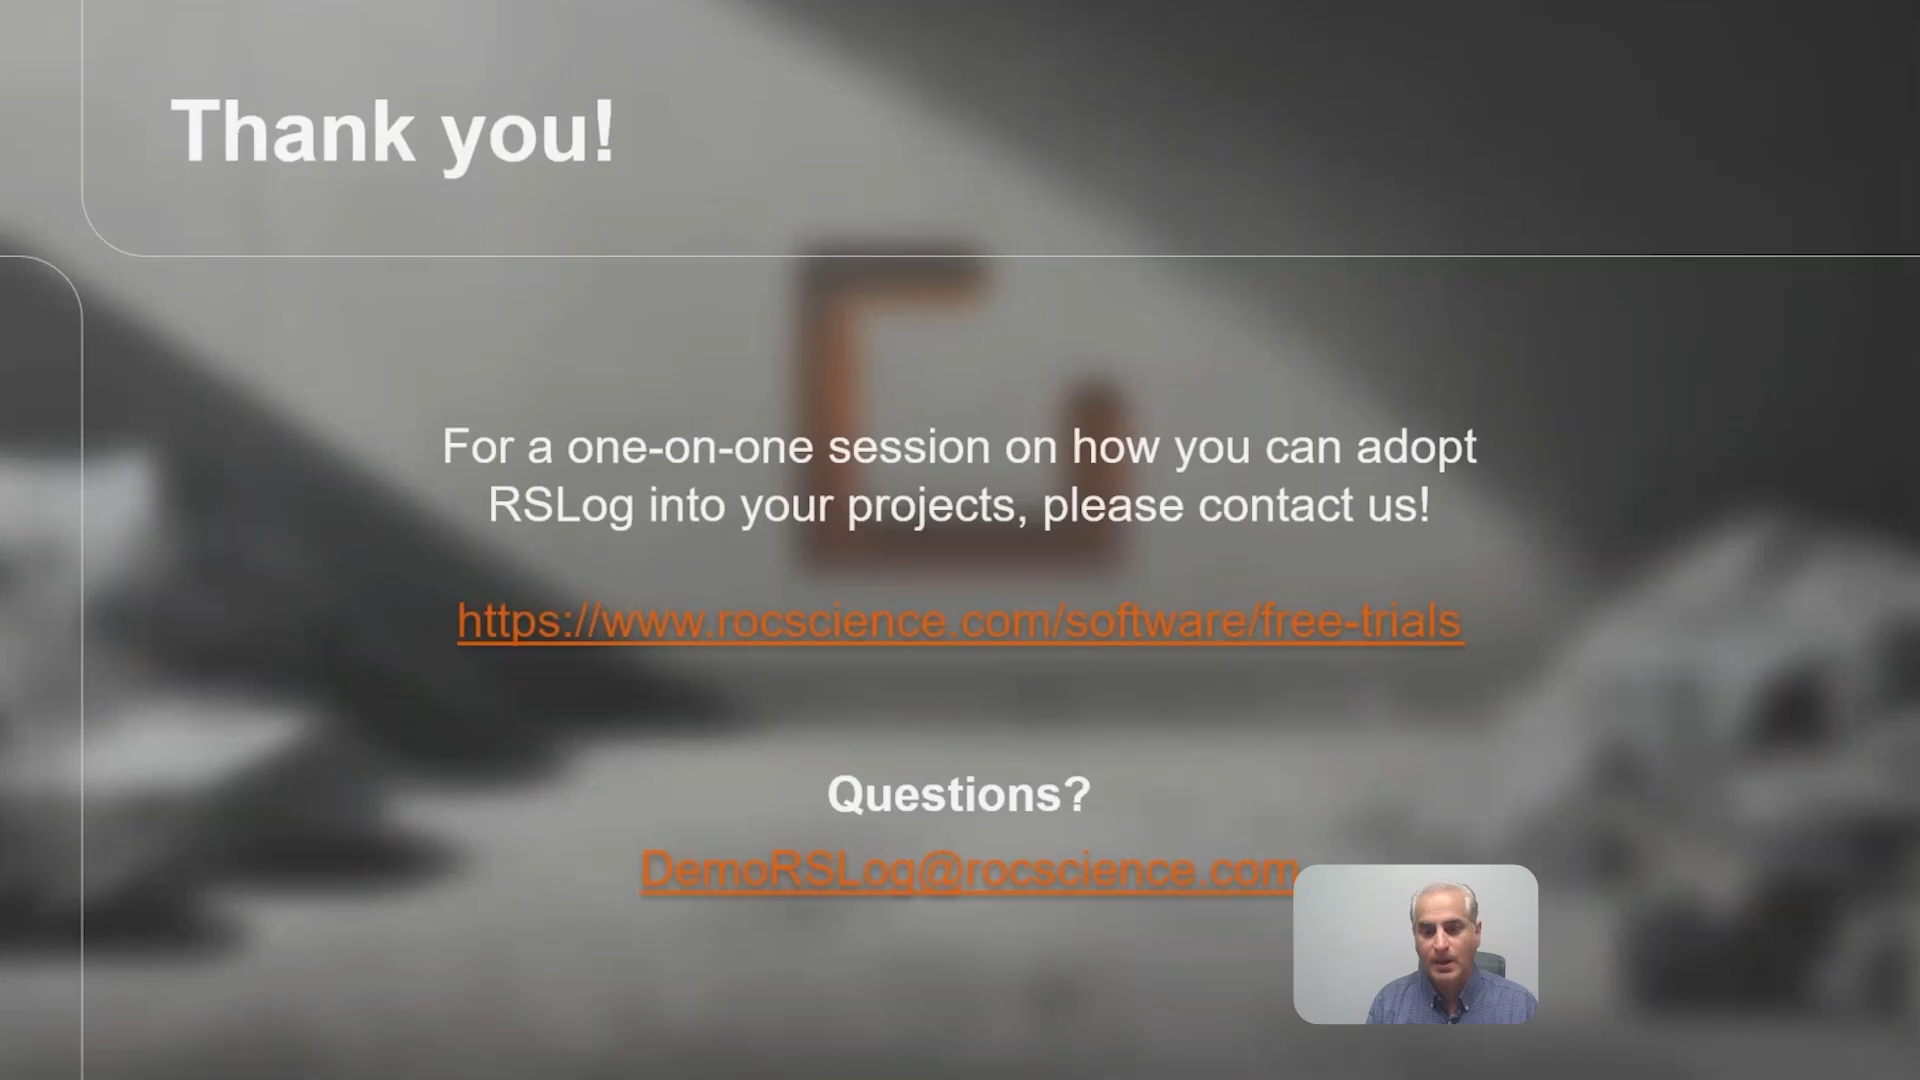 Thank you!
For a one-on-one session on how you can adopt
RSLog into your projects, please contact us!
https://www.rocscience.com/software/free-trials
Questions?
DemoRSLog@rocscience.com